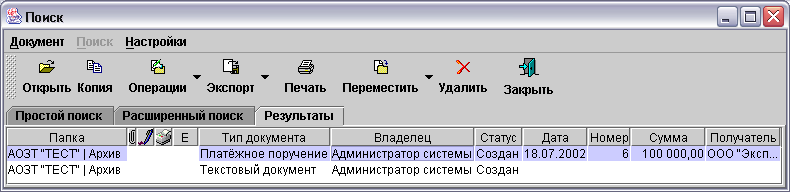 Поиск
Документ Поиск Настройки
Открыть Копия Операции Экспорт Печать Переместить Удалить Закрыть
Простой поиск Расширенный поиск Результаты
Папка Е Тип документа Владелец Статус Дата Номер Сумма Получатель
АОЗТ "ТЕСТ" | Архив Платёжное поручение Администратор системы Создан 18.07.2002 6 100 000,00 ООО "Эксп...
АОЗТ "ТЕСТ" | Архив Текстовый документ Администратор системы Создан